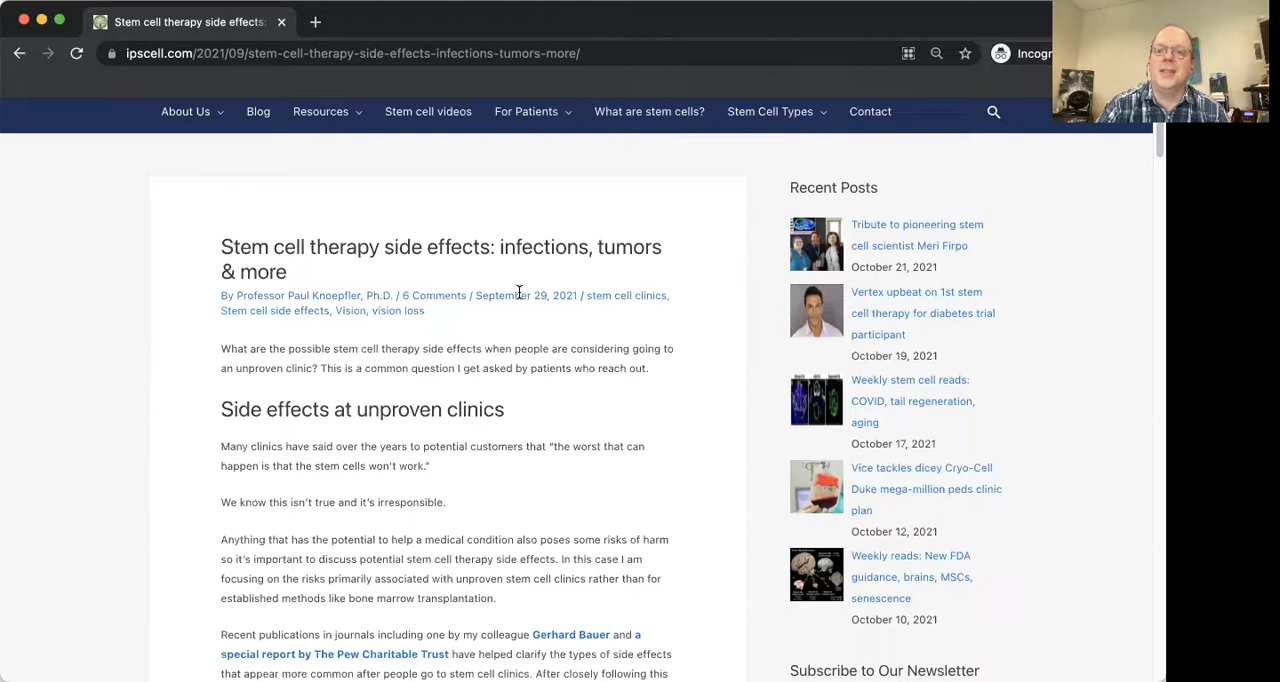 Stem cell therapy side effects:
ipscell.com/2021/09/stem-cell-therapy-side-effects-infections-tumors-more/
About Us
Blog
Resources
Stem cell videos
For Patients
What are stem cells?
Stem Cell Types
Contact
Stem cell therapy side effects: infections, tumors
& more
By Professor Paul Knoepfler, Ph.D. / 6 Comments / September 29, 2021 / stem cell clinics,
Stem cell side effects, Vision, vision loss
What are the possible stem cell therapy side effects when people are considering going to
an unproven clinic? This is a common question I get asked by patients who reach out.
Side effects at unproven clinics
Many clinics have said over the years to potential customers that “the worst that can
happen is that the stem cells won’t work.”
We know this isn’t true and it’s irresponsible.
Anything that has the potential to help a medical condition also poses some risks of harm
so it’s important to discuss potential stem cell therapy side effects. In this case I am
focusing on the risks primarily associated with unproven stem cell clinics rather than for
established methods like bone marrow transplantation.
Recent publications in journals including one by my colleague Gerhard Bauer and a
special report by The Pew Charitable Trust have helped clarify the types of side effects
that appear more common after people go to stem cell clinics. After closely following this
Recent Posts
Tribute to pioneering stem
cell scientist Meri Firpo
October 21, 2021
Vertex upbeat on 1st stem
cell therapy for diabetes trial
participant
October 19, 2021
Weekly stem cell reads:
COVID, tail regeneration,
aging
October 17, 2021
Vice tackles dicey Cryo-Cell
Duke mega-million peds clinic
plan
October 12, 2021
Weekly reads: New FDA
guidance, brains, MSCs,
senescence
October 10, 2021
Subscribe to Our Newsletter